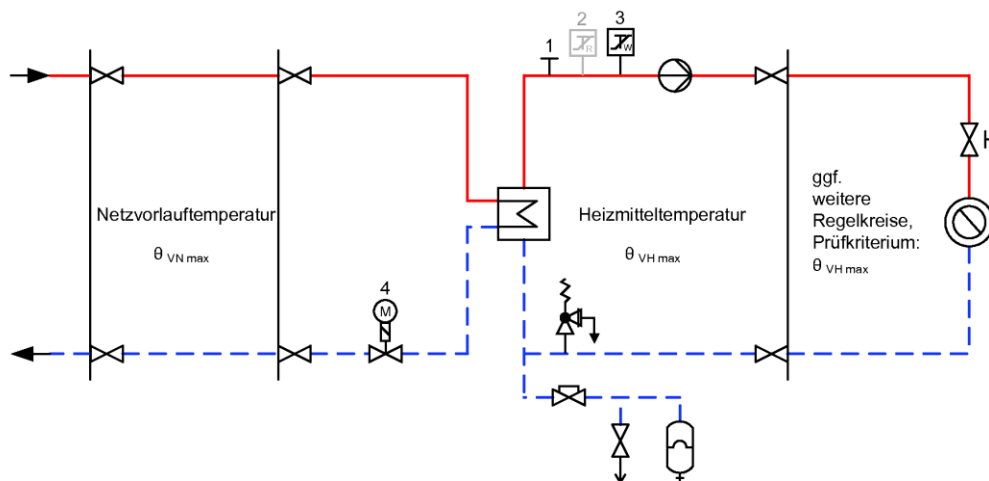 1
2
3
R
W
Netzvorlauftemperatur
θ VN max
Heizmitteltemperatur
θ VH max
ggf.
weitere
Regelkreise,
Prüfkriterium:
θ VH max
4
M